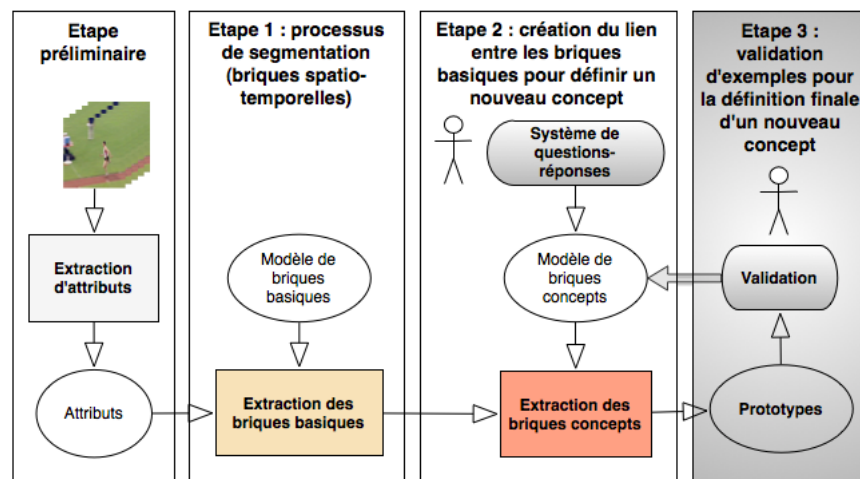 Etape
préliminaire
Extraction
d'attributs
Attributs
Etape 1 : processus
de segmentation
(briques spatio-
temporelles)
Modèle de
briques
basiques
Extraction des
briques basiques
Etape 2 : création du lien
entre les briques
basiques pour définir un
nouveau concept
Système de
questions-
réponses
Modèle de
briques
concepts
Extraction des
briques concepts
Etape 3 :
validation
d'exemples pour
la définition finale
d'un nouveau
concept
Validation
Prototypes